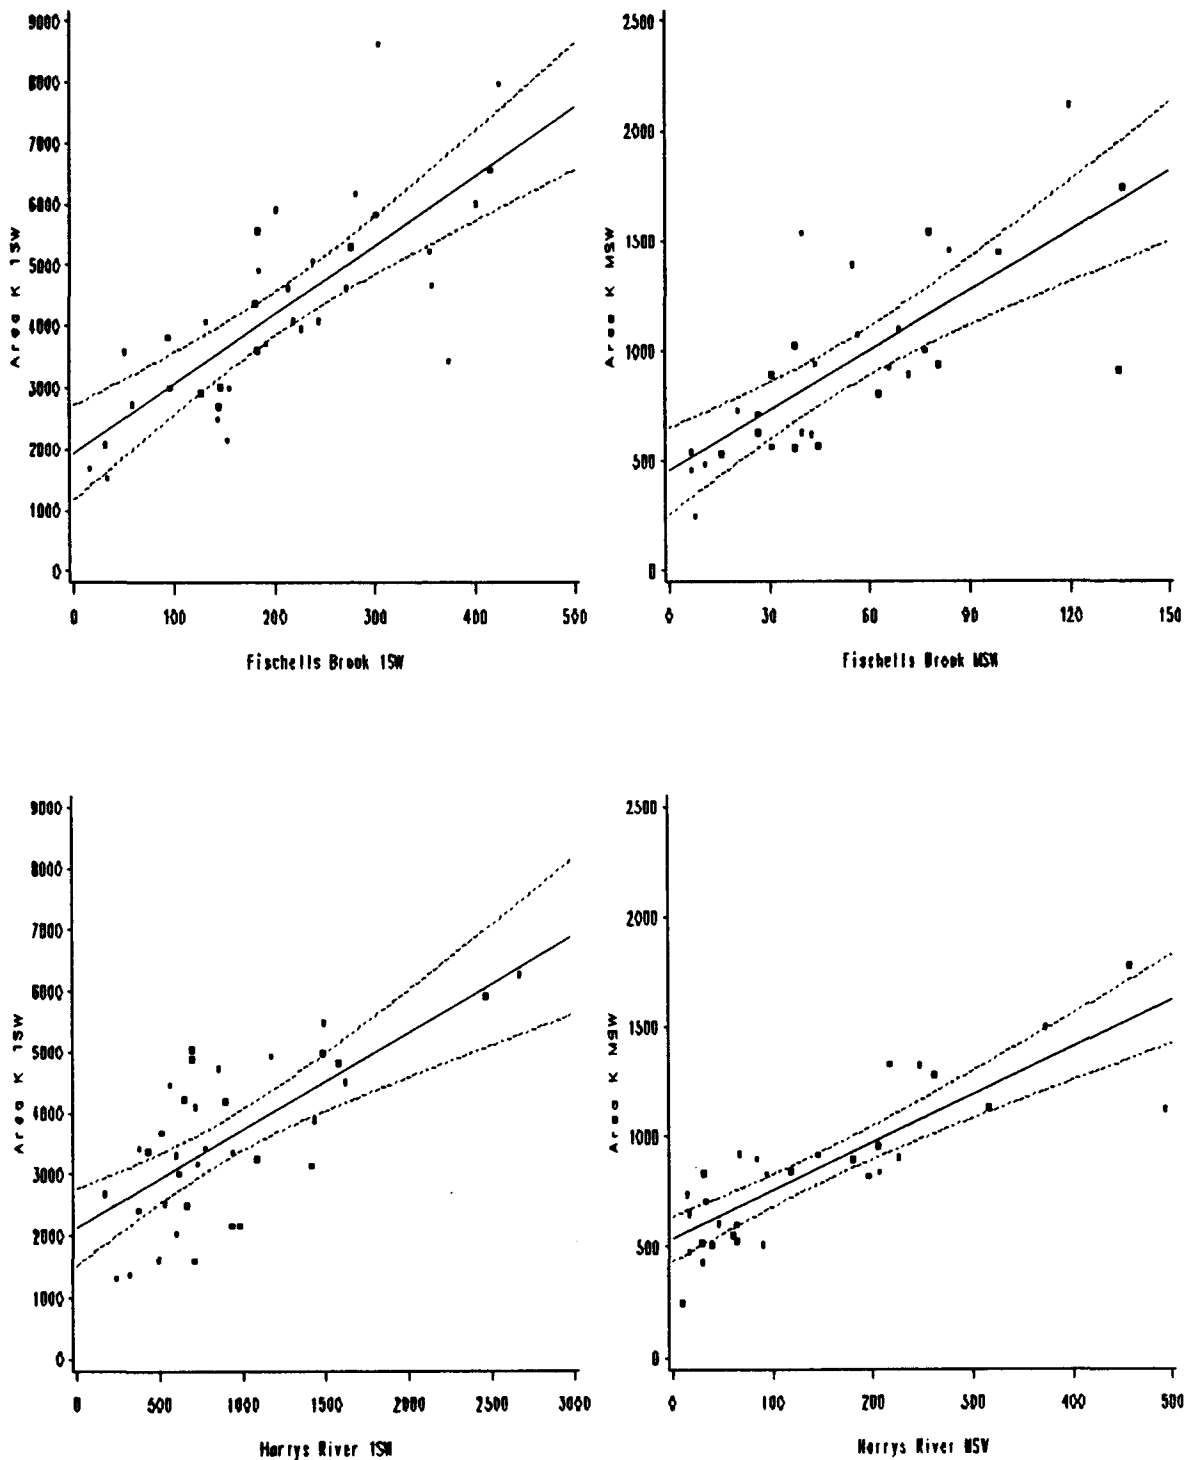 9000
8000
7000
6000
5000
4000
3000
2000
1000
0
Area K 1SW
0 100 200 300 400 500
Fischells Brook 1SW
2500
2000
1500
1000
500
0
Area K MSW
0 30 60 90 120 150
Fischells Brook MSW
9000
8000
7000
6000
5000
4000
3000
2000
1000
0
Area K 1SW
0 500 1000 1500 2000 2500 3000
Harrys River 1SW
2500
2000
1500
1000
500
0
Area K MSW
0 100 200 300 400 500
Harrys River MSW